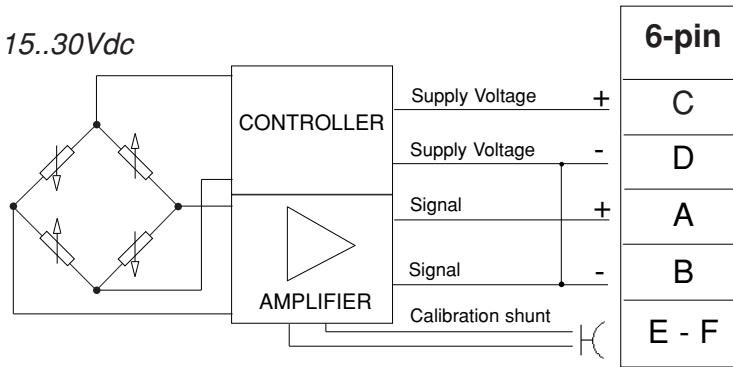 15..30Vdc
6-pin
CONTROLLER
Supply Voltage + C
Supply Voltage - D
Signal + A
Signal - B
AMPLIFIER
Calibration shunt E - F